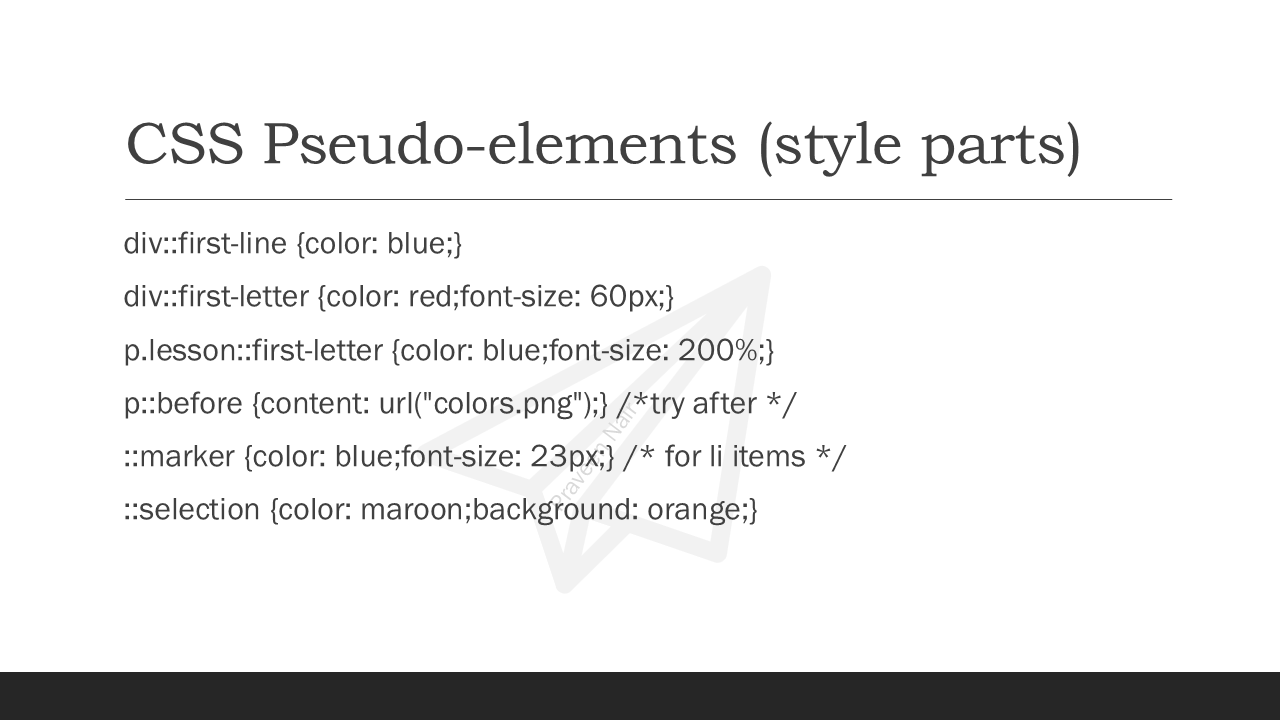 CSS Pseudo-elements (style parts)
div::first-line {color: blue;}
div::first-letter {color: red;font-size: 60px;}
p.lesson::first-letter {color: blue;font-size: 200%;}
p::before {content: url("colors.png");} /*try after */
::marker {color: blue;font-size: 23px;} /* for li items */
::selection {color: maroon;background: orange;}
Praveen Nair